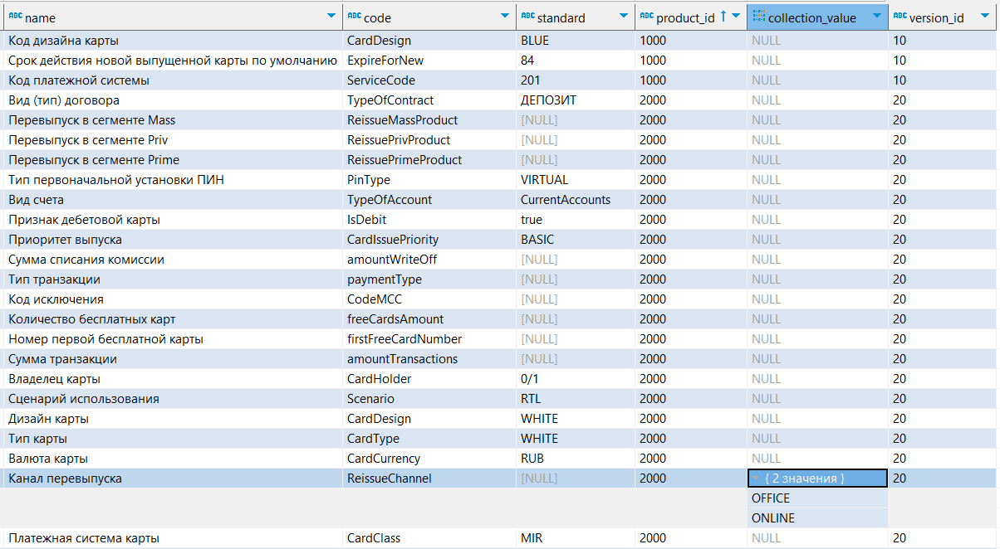 ABC name ABC code ABC standard ABC product_id collection_value ABC version_id
Код дизайна карты CardDesign BLUE 1000 NULL 10
Срок действия новой выпущенной карты по умолчанию ExpireForNew 84 1000 NULL 10
Код платежной системы ServiceCode 201 1000 NULL 10
Вид (тип) договора TypeOfContract ДЕПОЗИТ 2000 NULL 20
Перевыпуск в сегменте Mass ReissueMassProduct [NULL] 2000 NULL 20
Перевыпуск в сегменте Priv ReissuePrivProduct [NULL] 2000 NULL 20
Перевыпуск в сегменте Prime ReissuePrimeProduct [NULL] 2000 NULL 20
Тип первоначальной установки ПИН PinType VIRTUAL 2000 NULL 20
Вид счета TypeOfAccount CurrentAccounts 2000 NULL 20
Признак дебетовой карты IsDebit true 2000 NULL 20
Приоритет выпуска CardIssuePriority BASIC 2000 NULL 20
Сумма списания комиссии amountWriteOff [NULL] 2000 NULL 20
Тип транзакции paymentType [NULL] 2000 NULL 20
Код исключения CodeMCC [NULL] 2000 NULL 20
Количество бесплатных карт freeCardsAmount [NULL] 2000 NULL 20
Номер первой бесплатной карты firstFreeCardNumber [NULL] 2000 NULL 20
Сумма транзакции amountTransactions [NULL] 2000 NULL 20
Владелец карты CardHolder 0/1 2000 NULL 20
Сценарий использования Scenario RTL 2000 NULL 20
Дизайн карты CardDesign WHITE 2000 NULL 20
Тип карты CardType WHITE 2000 NULL 20
Валюта карты CardCurrency RUB 2000 NULL 20
Канал перевыпуска ReissueChannel [NULL] 2000 { 2 значения } 20
OFFICE
ONLINE
Платежная система карты CardClass MIR 2000 NULL 20